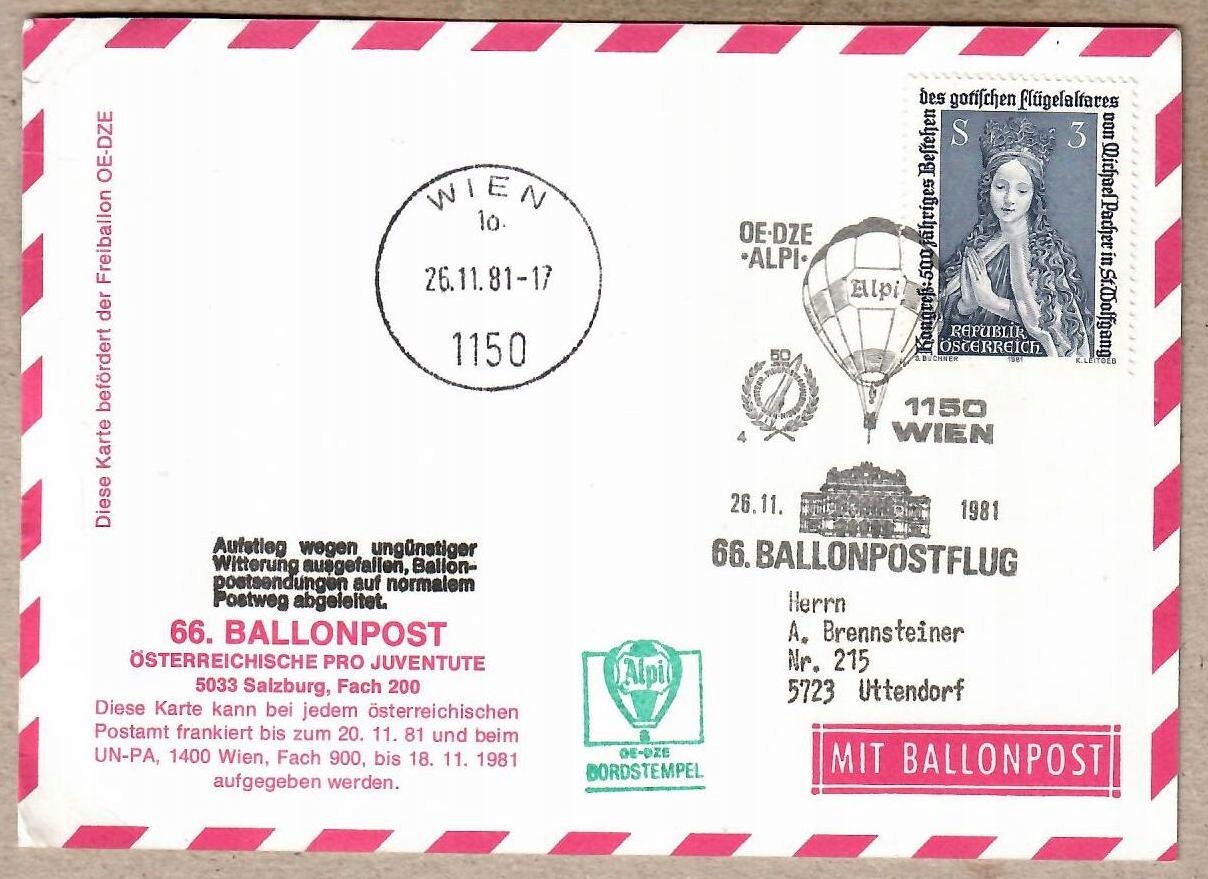 Diese Karte befördert der Freiballon OE-DZE
WIEN
1o.
26.11.81-17
1150
des gotischen Flügelaltares
von Michael Pacher in St. Wolfgang
Kongreß: 500jähriges Bestehen
S 3
REPUBLIK
ÖSTERREICH
S. BUCHNER 1981 K. LEITGEB
OE-DZE
·ALPI·
Alpi
50
4
1150
WIEN
26.11. 1981
66. BALLONPOSTFLUG
Aufstieg wegen ungünstiger
Witterung ausgefallen, Ballon-
postsendungen auf normalem
Postweg abgeleitet.
66. BALLONPOST
ÖSTERREICHISCHE PRO JUVENTUTE
5033 Salzburg, Fach 200
Diese Karte kann bei jedem österreichischen
Postamt frankiert bis zum 20. 11. 81 und beim
UN-PA, 1400 Wien, Fach 900, bis 18. 11. 1981
aufgegeben werden.
Alpi
OE-DZE
BORDSTEMPEL
Herrn
A. Brennsteiner
Nr. 215
5723 Uttendorf
MIT BALLONPOST